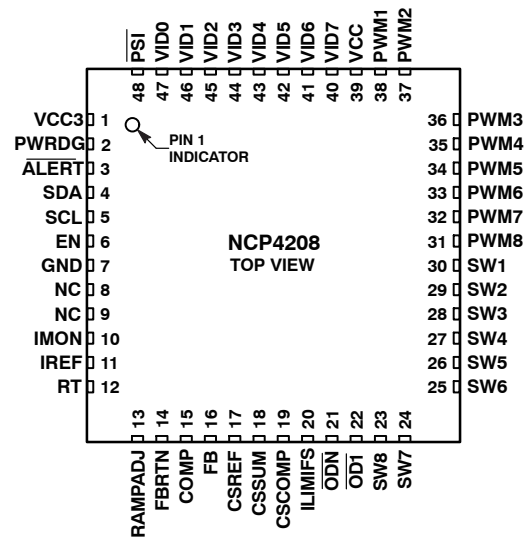 PSI
VID0
VID1
VID2
VID3
VID4
VID5
VID6
VID7
VCC
PWM1
PWM2
48
47
46
45
44
43
42
41
40
39
38
37
VCC3 1
PWRDG 2
ALERT 3
SDA 4
SCL 5
EN 6
GND 7
NC 8
NC 9
IMON 10
IREF 11
RT 12
PIN 1
INDICATOR
NCP4208
TOP VIEW
36 PWM3
35 PWM4
34 PWM5
33 PWM6
32 PWM7
31 PWM8
30 SW1
29 SW2
28 SW3
27 SW4
26 SW5
25 SW6
13
14
15
16
17
18
19
20
21
22
23
24
RAMPADJ
FBRTN
COMP
FB
CSREF
CSSUM
CSCOMP
ILIMIFS
ODN
OD1
SW8
SW7